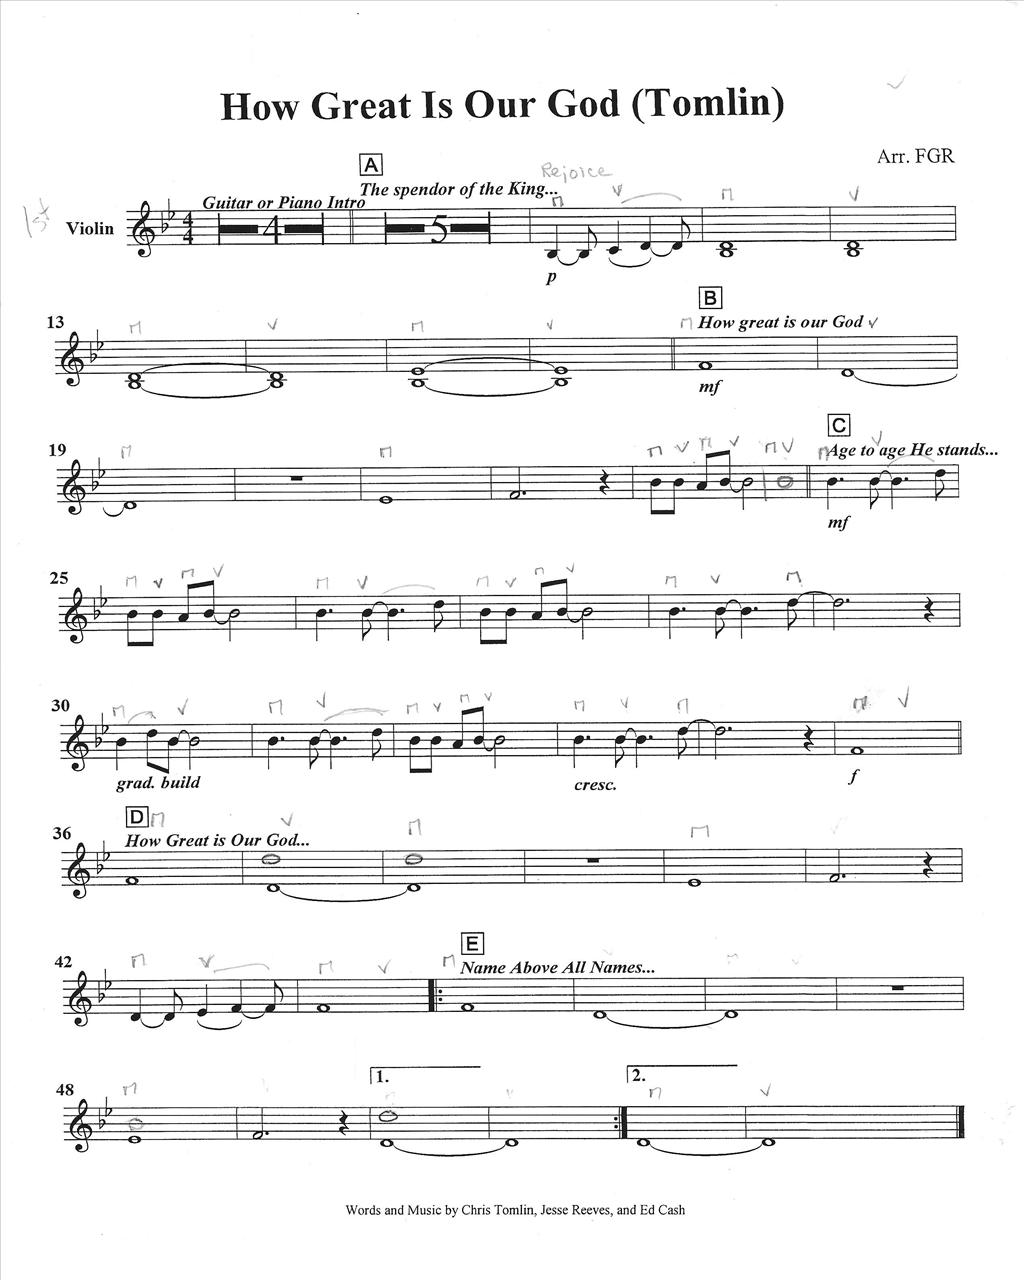 How Great Is Our God (Tomlin)
Arr. FGR
A
Rejoice
The spendor of the King...
Guitar or Piano Intro
1st
Violin
4
4
4
5
p
B
13
How great is our God
mf
C
19
Age to age He stands...
mf
25
30
grad. build
cresc.
f
D
36
How Great is Our God...
E
42
Name Above All Names...
48
1.
2.
Words and Music by Chris Tomlin, Jesse Reeves, and Ed Cash